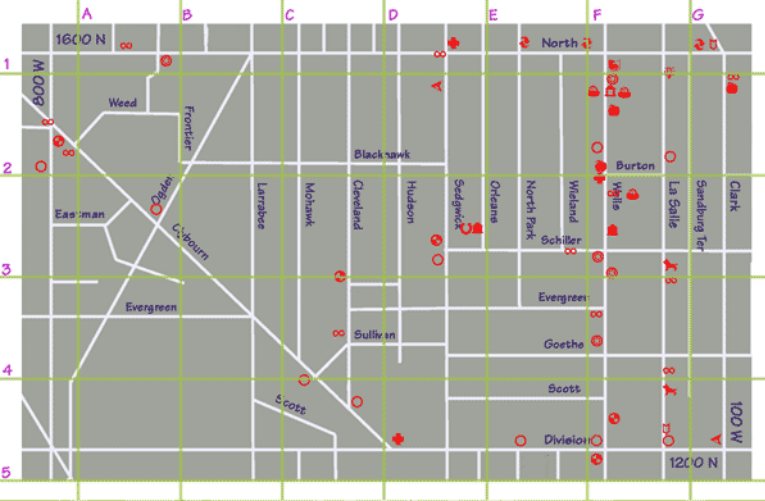 A B C D E F G
1600 N
North
1
800 W
Weed
Frontier
Blackhawk
Burton
2
Ogden
Larrabee
Mohawk
Cleveland
Hudson
Sedgwick
Orleans
North Park
Wieland
Wells
La Salle
Sandburg Ter
Clark
Eastman
Clybourn
Schiller
3
Evergreen
Evergreen
Sullivan
Goethe
4
Scott
Scott
100 W
Division
1200 N
5